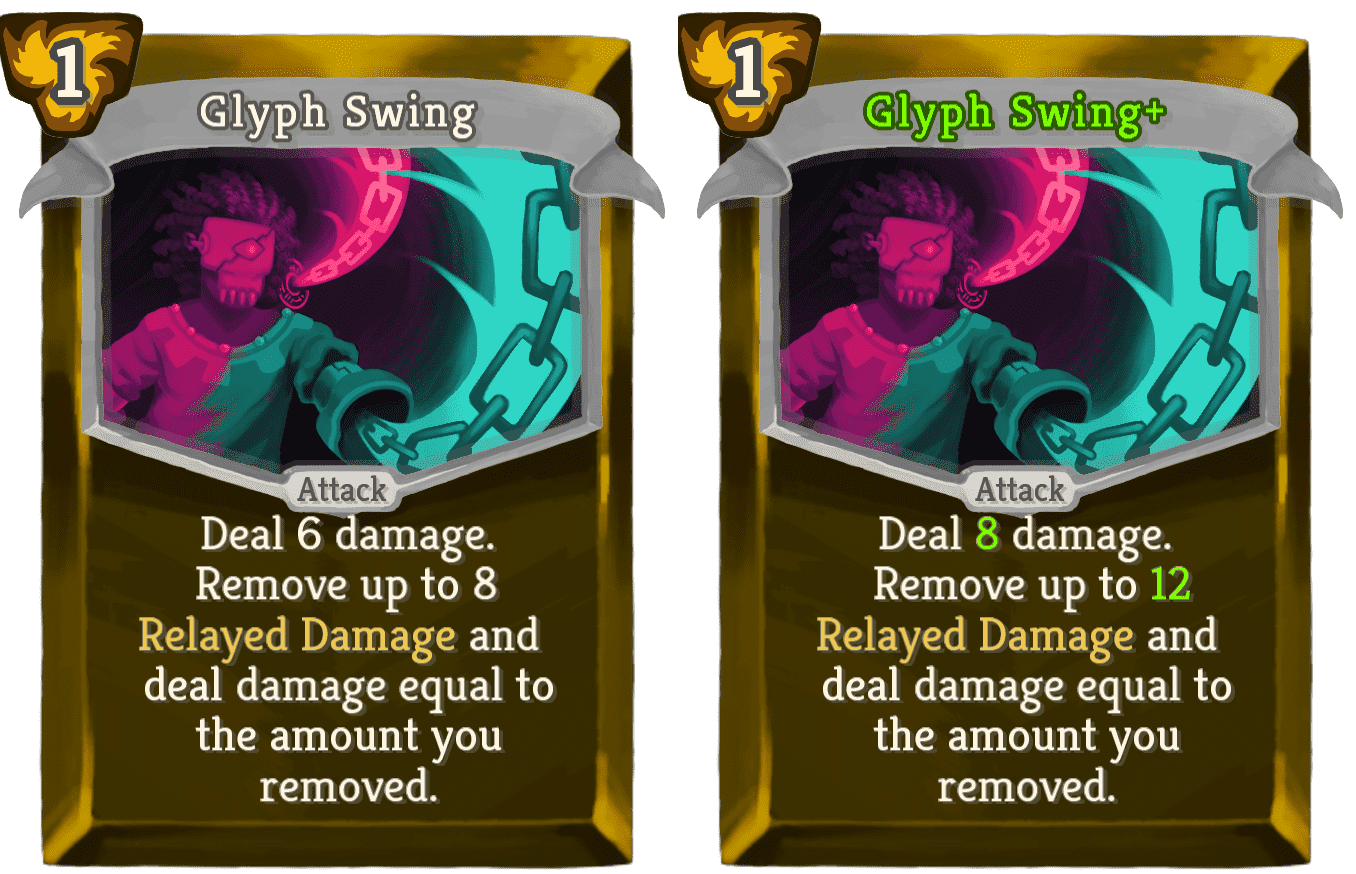 1
Glyph Swing
Attack
Deal 6 damage.
Remove up to 8
Relayed Damage and
deal damage equal to
the amount you
removed.
1
Glyph Swing+
Attack
Deal 8 damage.
Remove up to 12
Relayed Damage and
deal damage equal to
the amount you
removed.